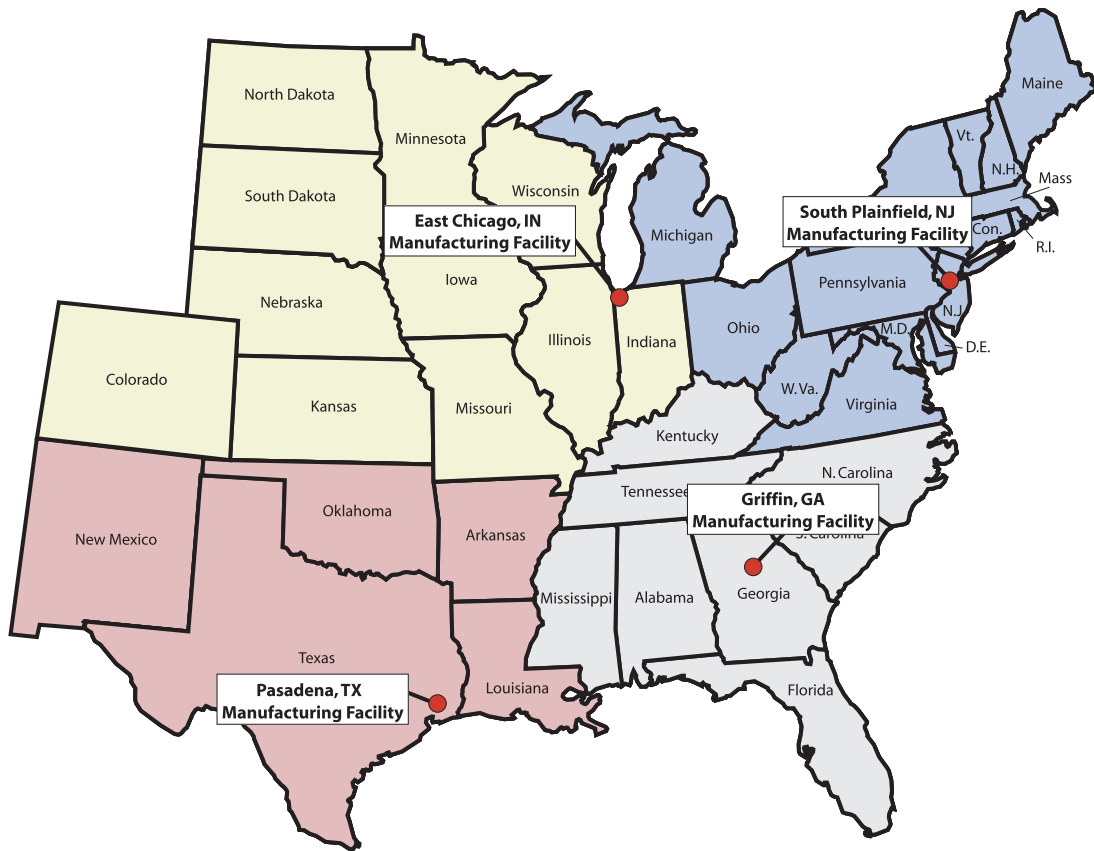 Maine
North Dakota
Minnesota
Vt.
N.H.
Mass
South Dakota
Wisconsin
East Chicago, IN
Manufacturing Facility
South Plainfield, NJ
Manufacturing Facility
Michigan
Con.
R.I.
Nebraska
Iowa
Pennsylvania
N.J.
Illinois
Indiana
Ohio
M.D.
D.E.
Colorado
Kansas
Missouri
W. Va.
Virginia
Kentucky
N. Carolina
Tennessee
Griffin, GA
Manufacturing Facility
S. Carolina
Oklahoma
Arkansas
New Mexico
Mississippi
Alabama
Georgia
Texas
Louisiana
Florida
Pasadena, TX
Manufacturing Facility